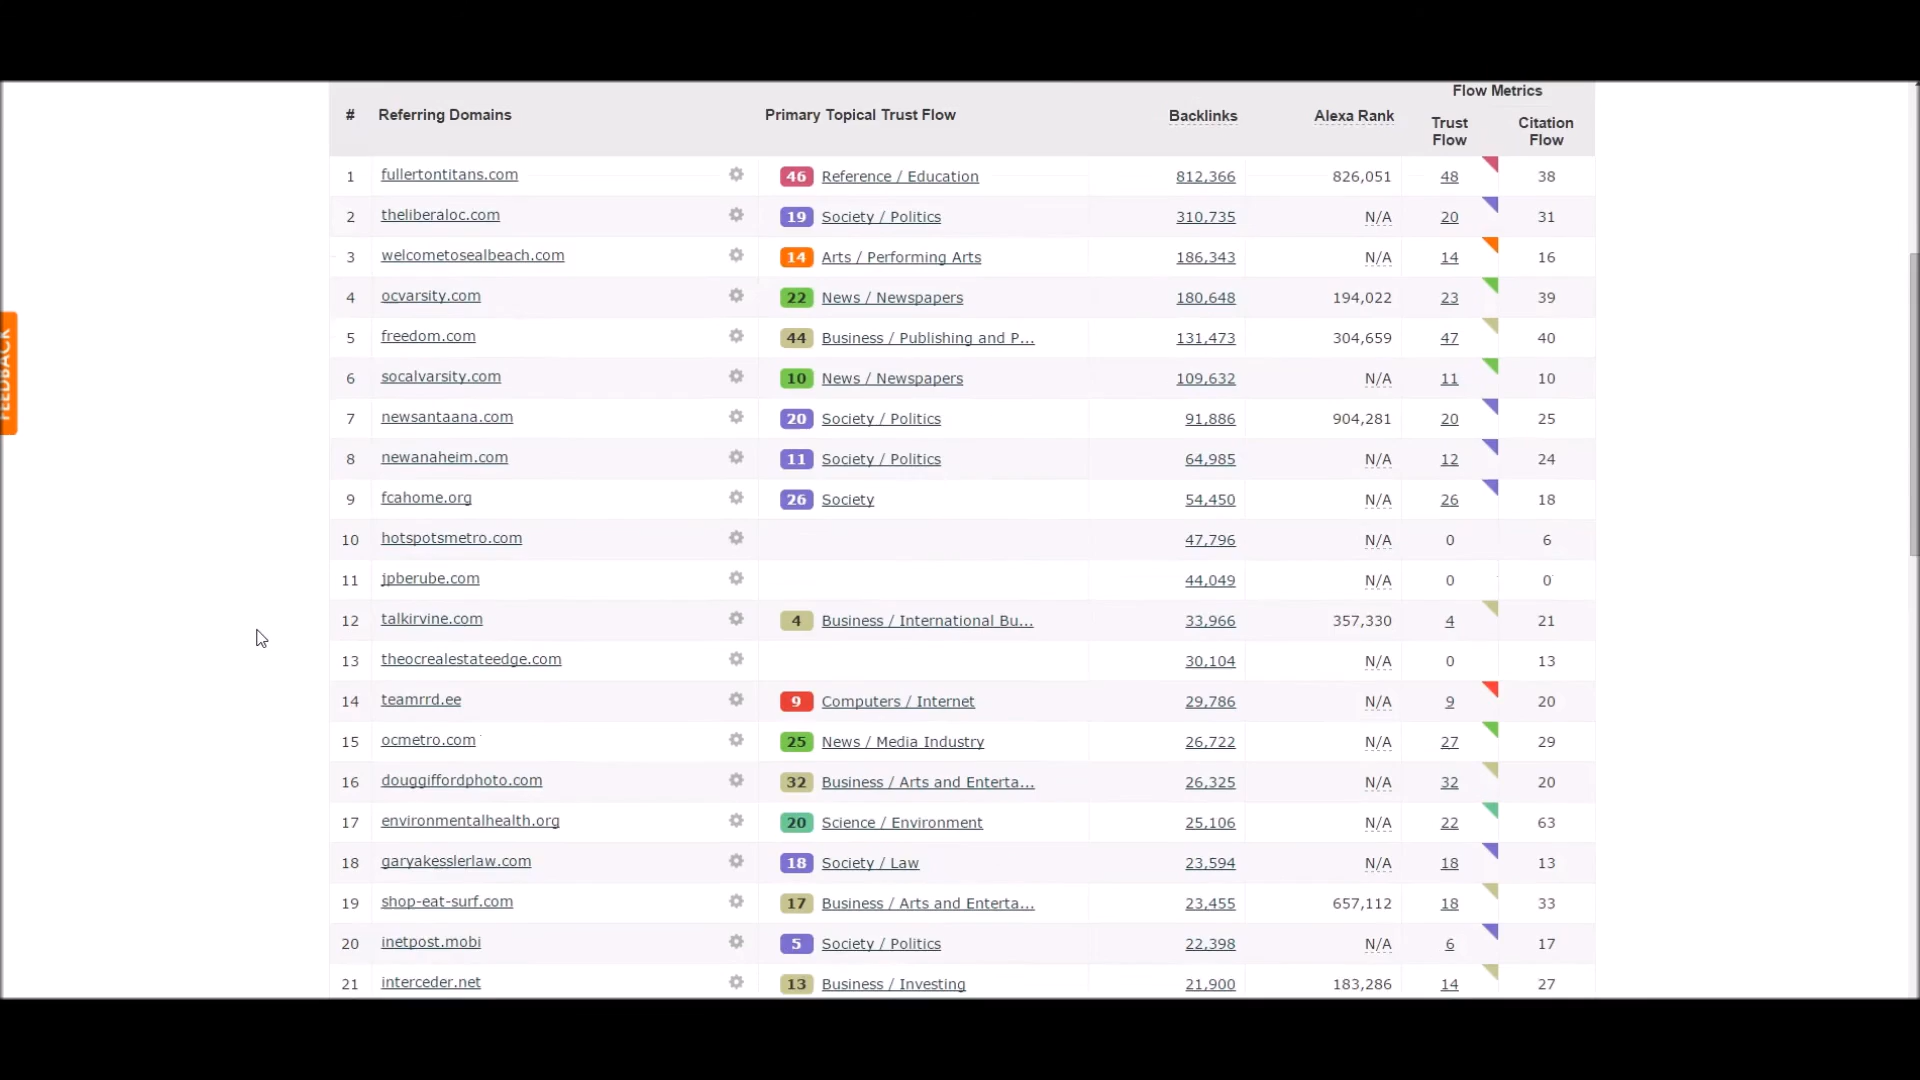 Flow Metrics
# Referring Domains Primary Topical Trust Flow Backlinks Alexa Rank Trust Flow Citation Flow
1 fullertontitans.com 46 Reference / Education 812,366 826,051 48 38
2 theliberaloc.com 19 Society / Politics 310,735 N/A 20 31
3 welcometosealbeach.com 14 Arts / Performing Arts 186,343 N/A 14 16
4 ocvarsity.com 22 News / Newspapers 180,648 194,022 23 39
5 freedom.com 44 Business / Publishing and P... 131,473 304,659 47 40
6 socalvarsity.com 10 News / Newspapers 109,632 N/A 11 10
7 newsantaana.com 20 Society / Politics 91,886 904,281 20 25
8 newanaheim.com 11 Society / Politics 64,985 N/A 12 24
9 fcahome.org 26 Society 54,450 N/A 26 18
10 hotspotsmetro.com 47,796 N/A 0 6
11 jpberube.com 44,049 N/A 0 0
12 talkirvine.com 4 Business / International Bu... 33,966 357,330 4 21
13 theocrealestateedge.com 30,104 N/A 0 13
14 teamrrd.ee 9 Computers / Internet 29,786 N/A 9 20
15 ocmetro.com 25 News / Media Industry 26,722 N/A 27 29
16 douggiffordphoto.com 32 Business / Arts and Enterta... 26,325 N/A 32 20
17 environmentalhealth.org 20 Science / Environment 25,106 N/A 22 63
18 garyakesslerlaw.com 18 Society / Law 23,594 N/A 18 13
19 shop-eat-surf.com 17 Business / Arts and Enterta... 23,455 657,112 18 33
20 inetpost.mobi 5 Society / Politics 22,398 N/A 6 17
21 interceder.net 13 Business / Investing 21,900 183,286 14 27
FEEDBACK